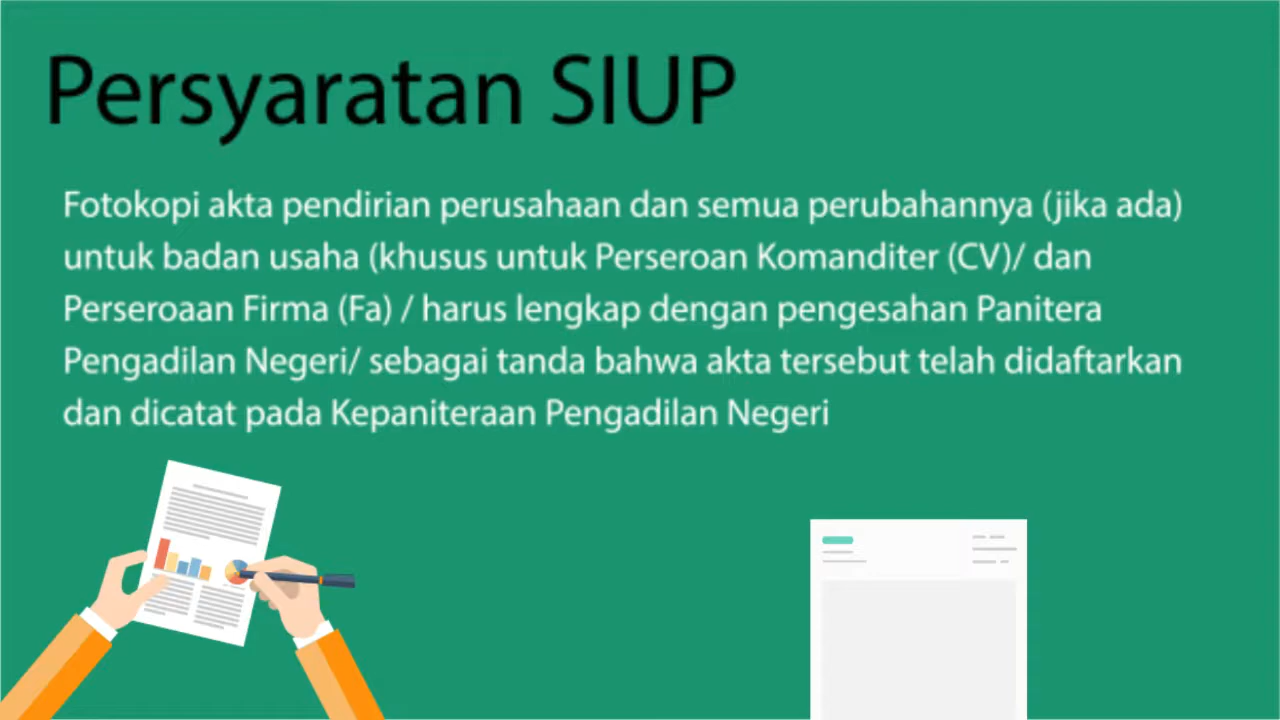 Persyaratan SIUP
Fotokopi akta pendirian perusahaan dan semua perubahannya (jika ada)
untuk badan usaha (khusus untuk Perseroan Komanditer (CV)/ dan
Perseroaan Firma (Fa) / harus lengkap dengan pengesahan Panitera
Pengadilan Negeri/ sebagai tanda bahwa akta tersebut telah didaftarkan
dan dicatat pada Kepaniteraan Pengadilan Negeri